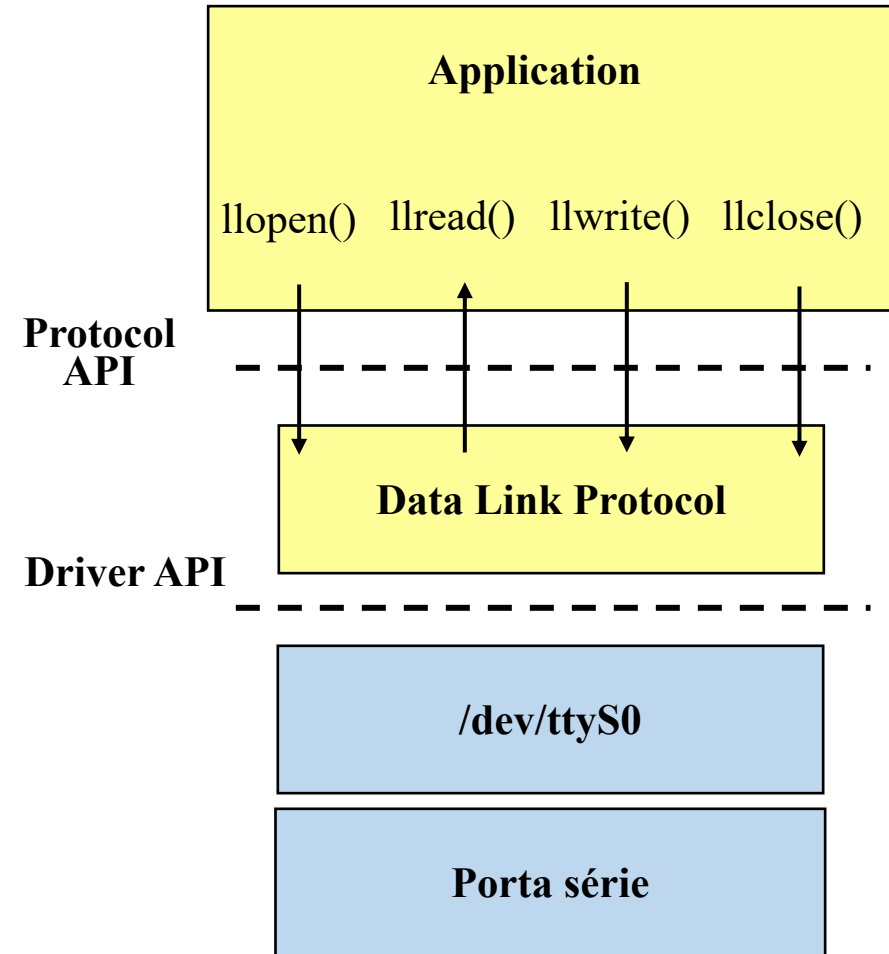 Application
llopen() llread() llwrite() llclose()
Protocol
API
Data Link Protocol
Driver API
/dev/ttyS0
Porta série